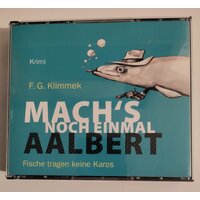 Krimi
F. G. Klimmek
MACH'S
NOCH EINMAL
AALBERT
Fische tragen keine Karos